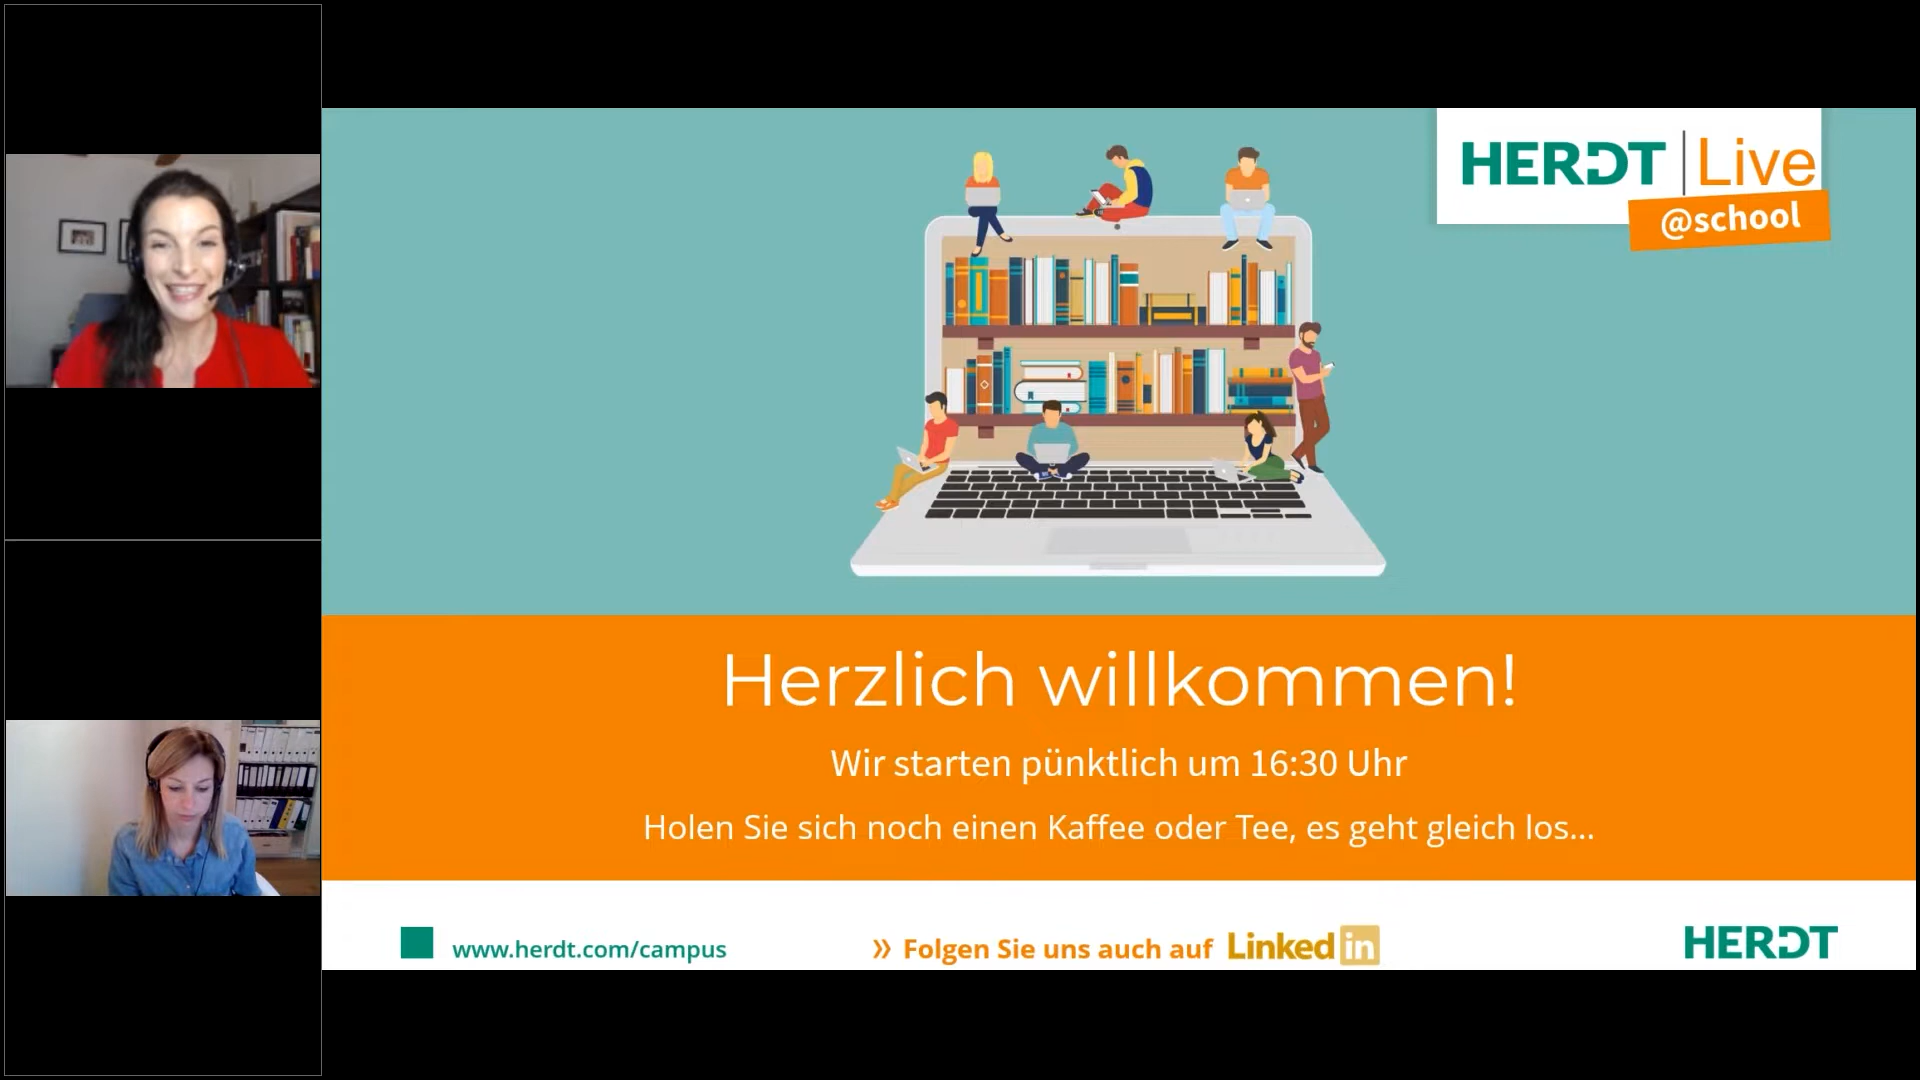 HERDT | Live
@school
Herzlich willkommen!
Wir starten pünktlich um 16:30 Uhr
Holen Sie sich noch einen Kaffee oder Tee, es geht gleich los...
www.herdt.com/campus
» Folgen Sie uns auch auf LinkedIn
HERDT